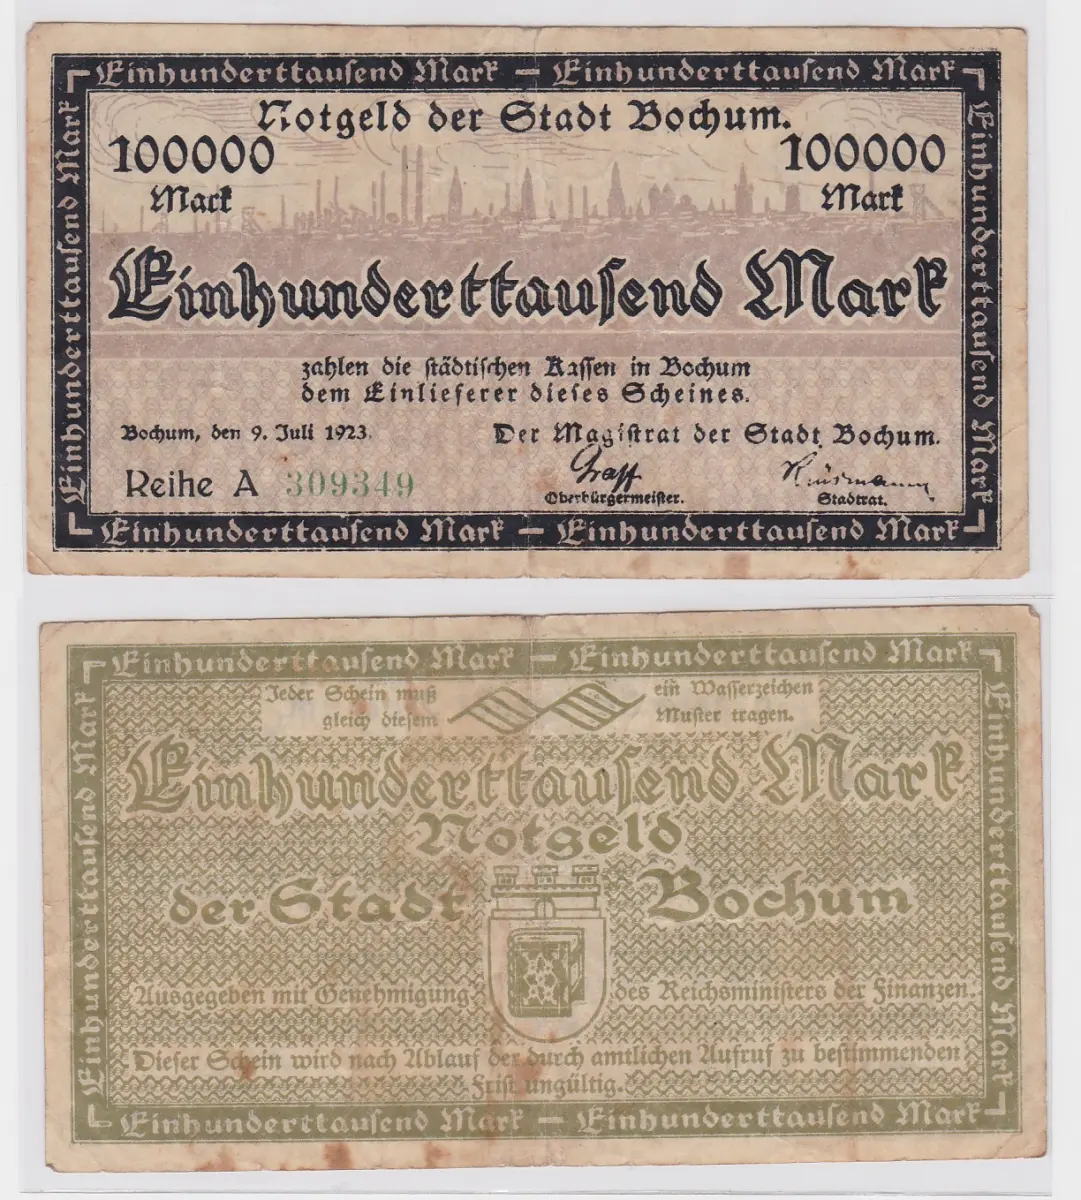 Einhunderttausend Mark — Einhunderttausend Mark
Einhunderttausend Mark
Einhunderttausend Mark
Notgeld der Stadt Bochum.
100000
Mark
100000
Mark
Einhunderttausend Mark
zahlen die städtischen Kassen in Bochum
dem Einlieferer dieses Scheines.
Bochum, den 9. Juli 1923.
Der Magistrat der Stadt Bochum.
Reihe A 309349
Graff
Oberbürgermeister.
Stadtrat.
Einhunderttausend Mark — Einhunderttausend Mark
Einhunderttausend Mark — Einhunderttausend Mark
Einhunderttausend Mark
Einhunderttausend Mark
Jeder Schein muß ein Wasserzeichen
gleich diesem Muster tragen.
Einhunderttausend Mark
Notgeld
der Stadt Bochum
Ausgegeben mit Genehmigung des Reichsministers der Finanzen.
Dieser Schein wird nach Ablauf der durch amtlichen Aufruf zu bestimmenden
Frist ungültig.
Einhunderttausend Mark — Einhunderttausend Mark